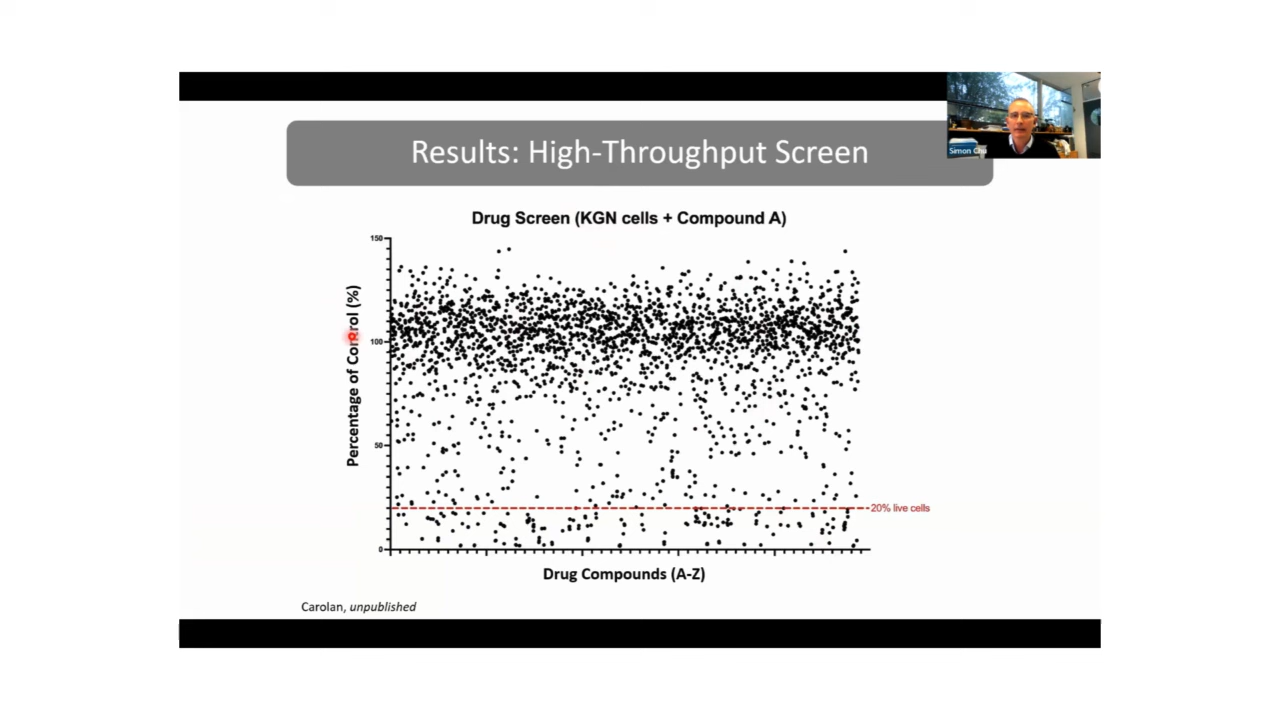 Results: High-Throughput Screen
Simon Chu
Drug Screen (KGN cells + Compound A)
150
100
50
0
Percentage of Control (%)
20% live cells
Drug Compounds (A-Z)
Carolan, unpublished